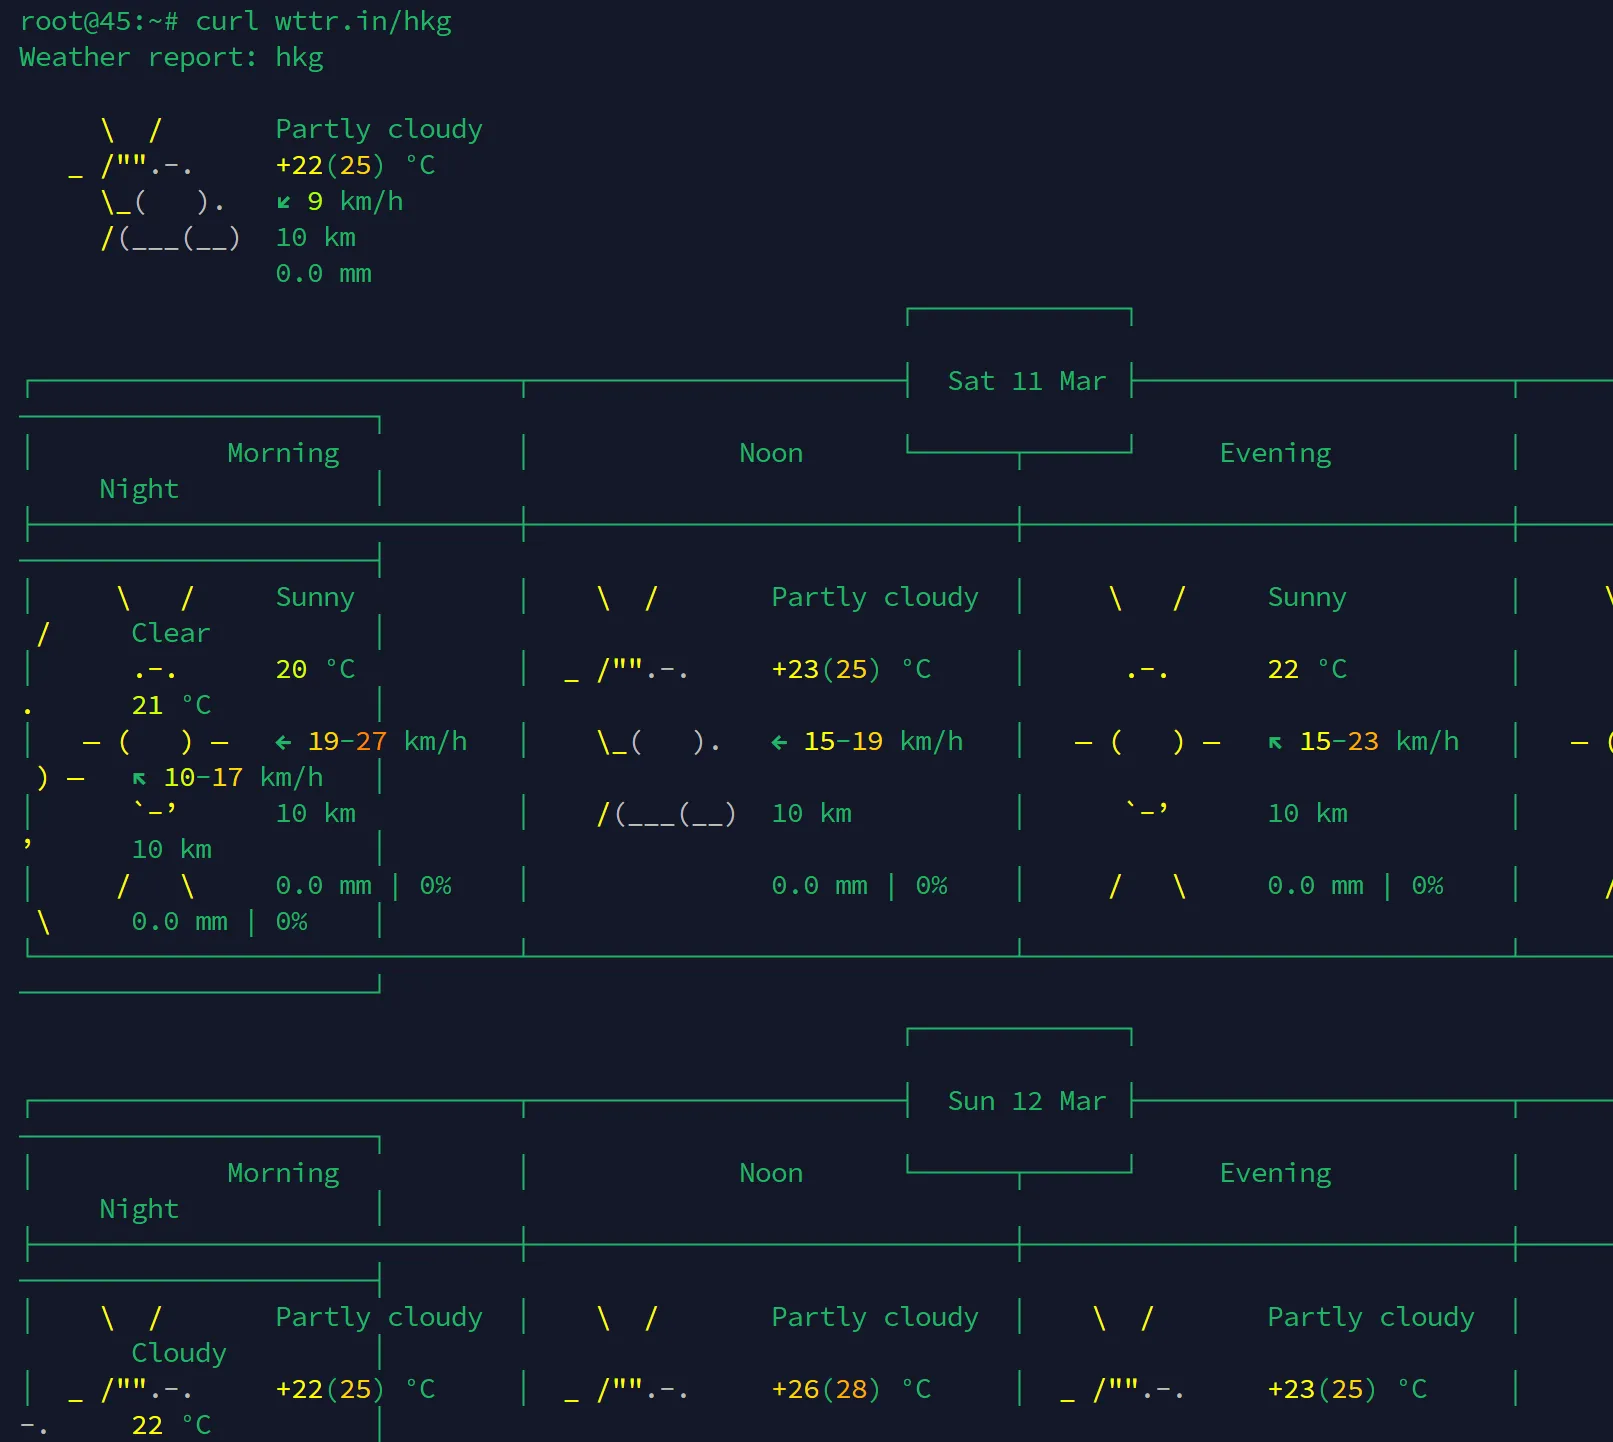 root@45:~# curl wttr.in/hkg
Weather report: hkg

     \  /       Partly cloudy
   _ /"".-.     +22(25) °C
     \_(   ).   ↙ 9 km/h
     /(___(__)  10 km
                0.0 mm
                                                       ┌─────────────┐
┌──────────────────────────────┬───────────────────────┤  Sat 11 Mar ├───────────────────────┬──────
──────────────────────┐
│            Morning           │             Noon      └──────┬──────┘     Evening           │
     Night            │
├──────────────────────────────┼──────────────────────────────┼──────────────────────────────┼──────
──────────────────────┤
│     \   /     Sunny          │    \  /       Partly cloudy  │     \   /     Sunny          │     \
 /     Clear          │
│      .-.      20 °C          │  _ /"".-.     +23(25) °C     │      .-.      22 °C          │
.      21 °C          │
│   ― (   ) ―   ← 19-27 km/h   │    \_(   ).   ← 15-19 km/h   │   ― (   ) ―   ↖ 15-23 km/h   │   ― (
 ) ―   ↖ 10-17 km/h   │
│      `-’      10 km          │    /(___(__)  10 km          │      `-’      10 km          │
’      10 km          │
│     /   \     0.0 mm | 0%    │               0.0 mm | 0%    │     /   \     0.0 mm | 0%    │     /
 \     0.0 mm | 0%    │
└──────────────────────────────┴──────────────────────────────┴──────────────────────────────┴──────
──────────────────────┘
                                                       ┌─────────────┐
┌──────────────────────────────┬───────────────────────┤  Sun 12 Mar ├───────────────────────┬──────
──────────────────────┐
│            Morning           │             Noon      └──────┬──────┘     Evening           │
     Night            │
├──────────────────────────────┼──────────────────────────────┼──────────────────────────────┼──────
──────────────────────┤
│    \  /       Partly cloudy  │    \  /       Partly cloudy  │    \  /       Partly cloudy  │
       Cloudy         │
│  _ /"".-.     +22(25) °C     │  _ /"".-.     +26(28) °C     │  _ /"".-.     +23(25) °C     │
-.     22 °C          │